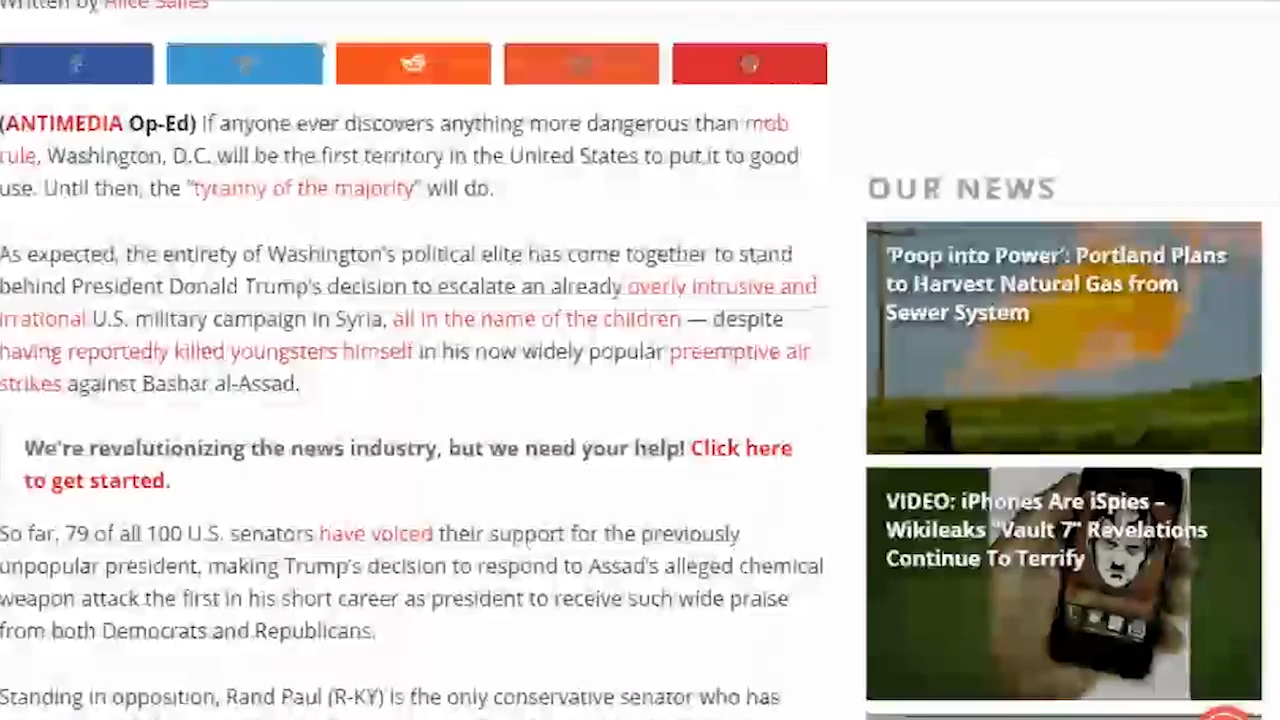 Written by Alice Salles
(ANTIMEDIA Op-Ed) If anyone ever discovers anything more dangerous than mob
rule, Washington, D.C. will be the first territory in the United States to put it to good
use. Until then, the "tyranny of the majority" will do.
OUR NEWS
'Poop into Power': Portland Plans
to Harvest Natural Gas from
Sewer System
As expected, the entirety of Washington's political elite has come together to stand
behind President Donald Trump's decision to escalate an already overly intrusive and
irrational U.S. military campaign in Syria, all in the name of the children — despite
having reportedly killed youngsters himself in his now widely popular preemptive air
strikes against Bashar al-Assad.
We're revolutionizing the news industry, but we need your help! Click here
to get started.
VIDEO: iPhones Are iSpies –
Wikileaks "Vault 7" Revelations
Continue To Terrify
So far, 79 of all 100 U.S. senators have voiced their support for the previously
unpopular president, making Trump's decision to respond to Assad's alleged chemical
weapon attack the first in his short career as president to receive such wide praise
from both Democrats and Republicans.
Standing in opposition, Rand Paul (R-KY) is the only conservative senator who has